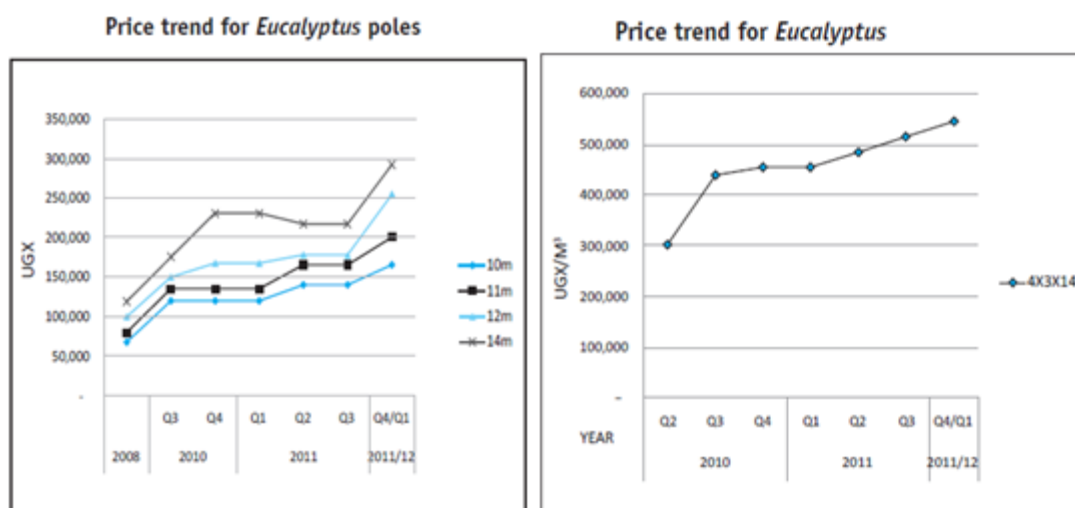 Price trend for Eucalyptus poles
350,000
300,000
250,000
200,000
150,000
100,000
50,000
-
UGX
10m
11m
12m
14m
Q3 Q4 Q1 Q2 Q3 Q4/Q1
2008 2010 2011 2011/12
Price trend for Eucalyptus
600,000
500,000
400,000
300,000
200,000
100,000
-
UGX/M³
4X3X14
Q2 Q3 Q4 Q1 Q2 Q3 Q4/Q1
YEAR
2010 2011 2011/12